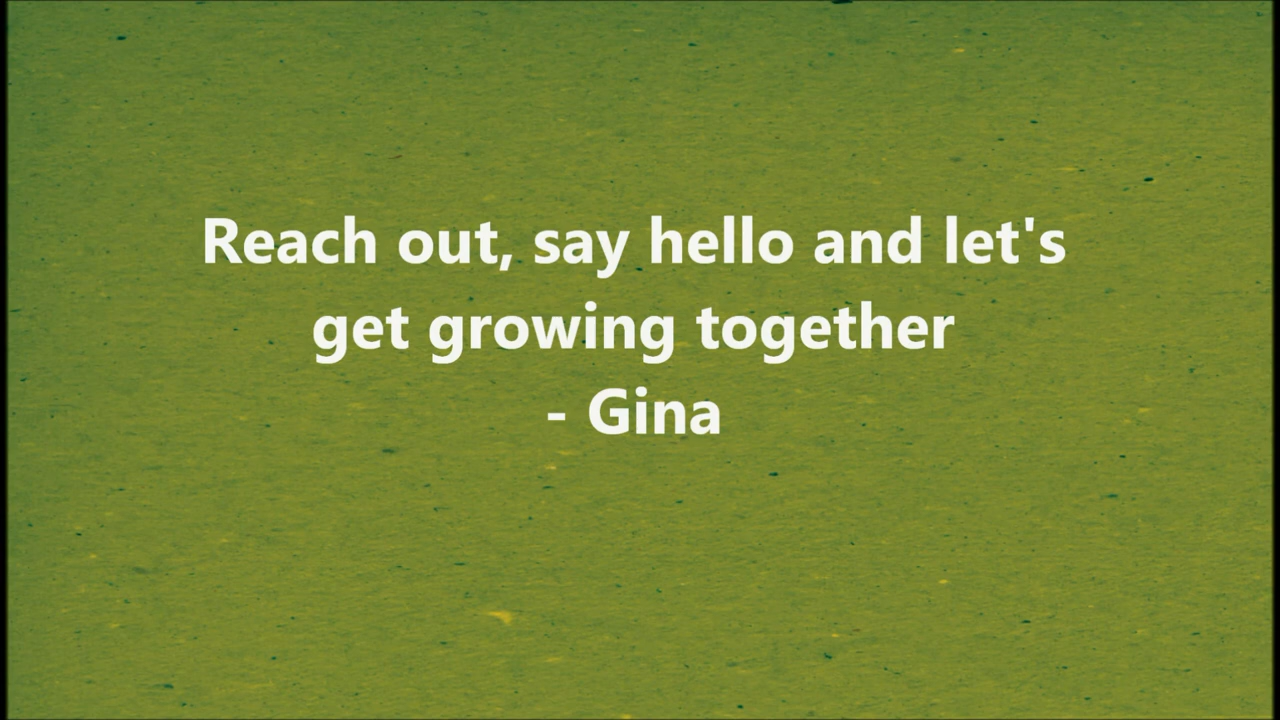 Reach out, say hello and let's
get growing together
- Gina